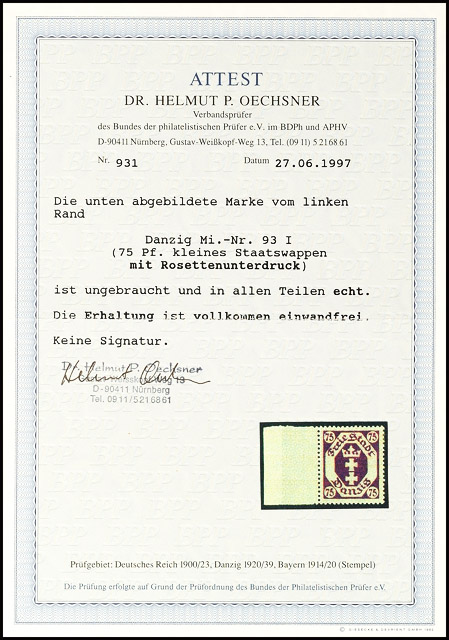 ATTEST
DR. HELMUT P. OECHSNER
Verbandsprüfer
des Bundes der philatelistischen Prüfer e.V. im BDPh und APHV
D-90411 Nürnberg, Gustav-Weißkopf-Weg 13, Tel. (09 11) 5 21 68 61
Nr. 931 Datum 27.06.1997
Die unten abgebildete Marke vom linken
Rand
Danzig Mi.-Nr. 93 I
(75 Pf. kleines Staatswappen
mit Rosettenunterdruck)
ist ungebraucht und in allen Teilen echt.
Die Erhaltung ist vollkommen einwandfrei.
Keine Signatur.
Dr. Helmut P. Oechsner
D-90411 Nürnberg
Tel. 0911/5216861
75 75
Freie Stadt
Danzig
75 75
Prüfgebiet: Deutsches Reich 1900/23, Danzig 1920/39, Bayern 1914/20 (Stempel)
Die Prüfung erfolgte auf Grund der Prüfordnung des Bundes der Philatelistischen Prüfer e.V.